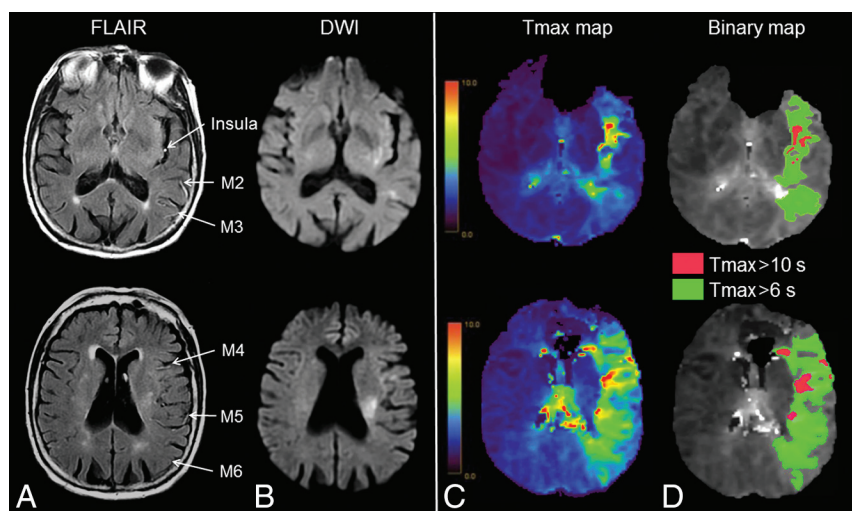 FLAIR
DWI
Tmax map
Binary map
Insula
M2
M3
10.0
0.0
Tmax>10 s
Tmax>6 s
M4
M5
M6
10.0
0.0
A
B
C
D